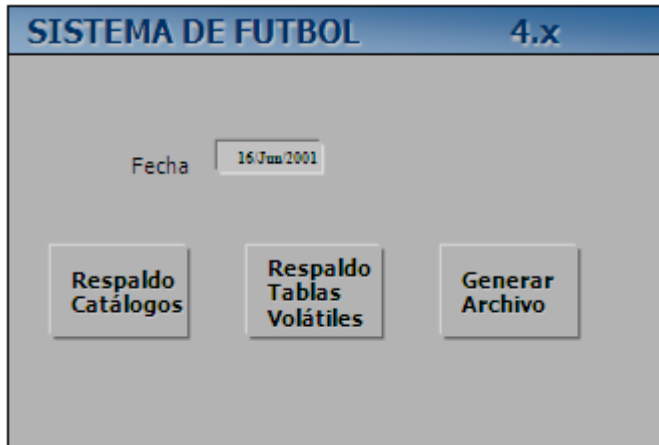 SISTEMA DE FUTBOL 4.x
Fecha 16/Jun/2001
Respaldo
Catálogos
Respaldo
Tablas
Volátiles
Generar
Archivo